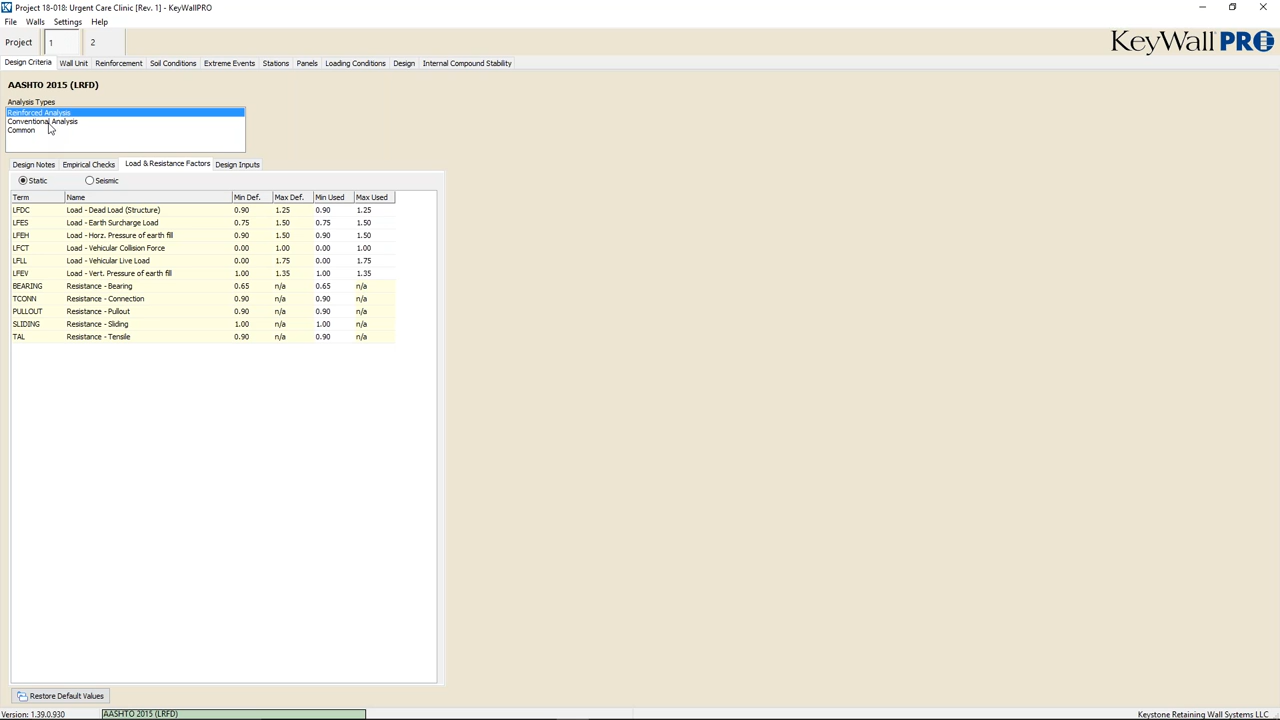 Project 18-018: Urgent Care Clinic [Rev. 1] - KeyWallPRO
File Walls Settings Help
Project 1 2
KEYWALL PRO
Design Criteria Wall Unit Reinforcement Soil Conditions Extreme Events Stations Panels Loading Conditions Design Internal Compound Stability
AASHTO 2015 (LRFD)
Analysis Types
Reinforced Analysis
Conventional Analysis
Common
Design Notes Empirical Checks Load & Resistance Factors Design Inputs
Static Seismic
Term Name Min Def. Max Def. Min Used Max Used
LFDC Load - Dead Load (Structure) 0.90 1.25 0.90 1.25
LFES Load - Earth Surcharge Load 0.75 1.50 0.75 1.50
LFEH Load - Horz. Pressure of earth fill 0.90 1.50 0.90 1.50
LFCT Load - Vehicular Collision Force 0.00 1.00 0.00 1.00
LFLL Load - Vehicular Live Load 0.00 1.75 0.00 1.75
LFEV Load - Vert. Pressure of earth fill 1.00 1.35 1.00 1.35
BEARING Resistance - Bearing 0.65 n/a 0.65 n/a
TCONN Resistance - Connection 0.90 n/a 0.90 n/a
PULLOUT Resistance - Pullout 0.90 n/a 0.90 n/a
SLIDING Resistance - Sliding 1.00 n/a 1.00 n/a
TAL Resistance - Tensile 0.90 n/a 0.90 n/a
Restore Default Values
Version: 1.39.0.930 AASHTO 2015 (LRFD) Keystone Retaining Wall Systems LLC